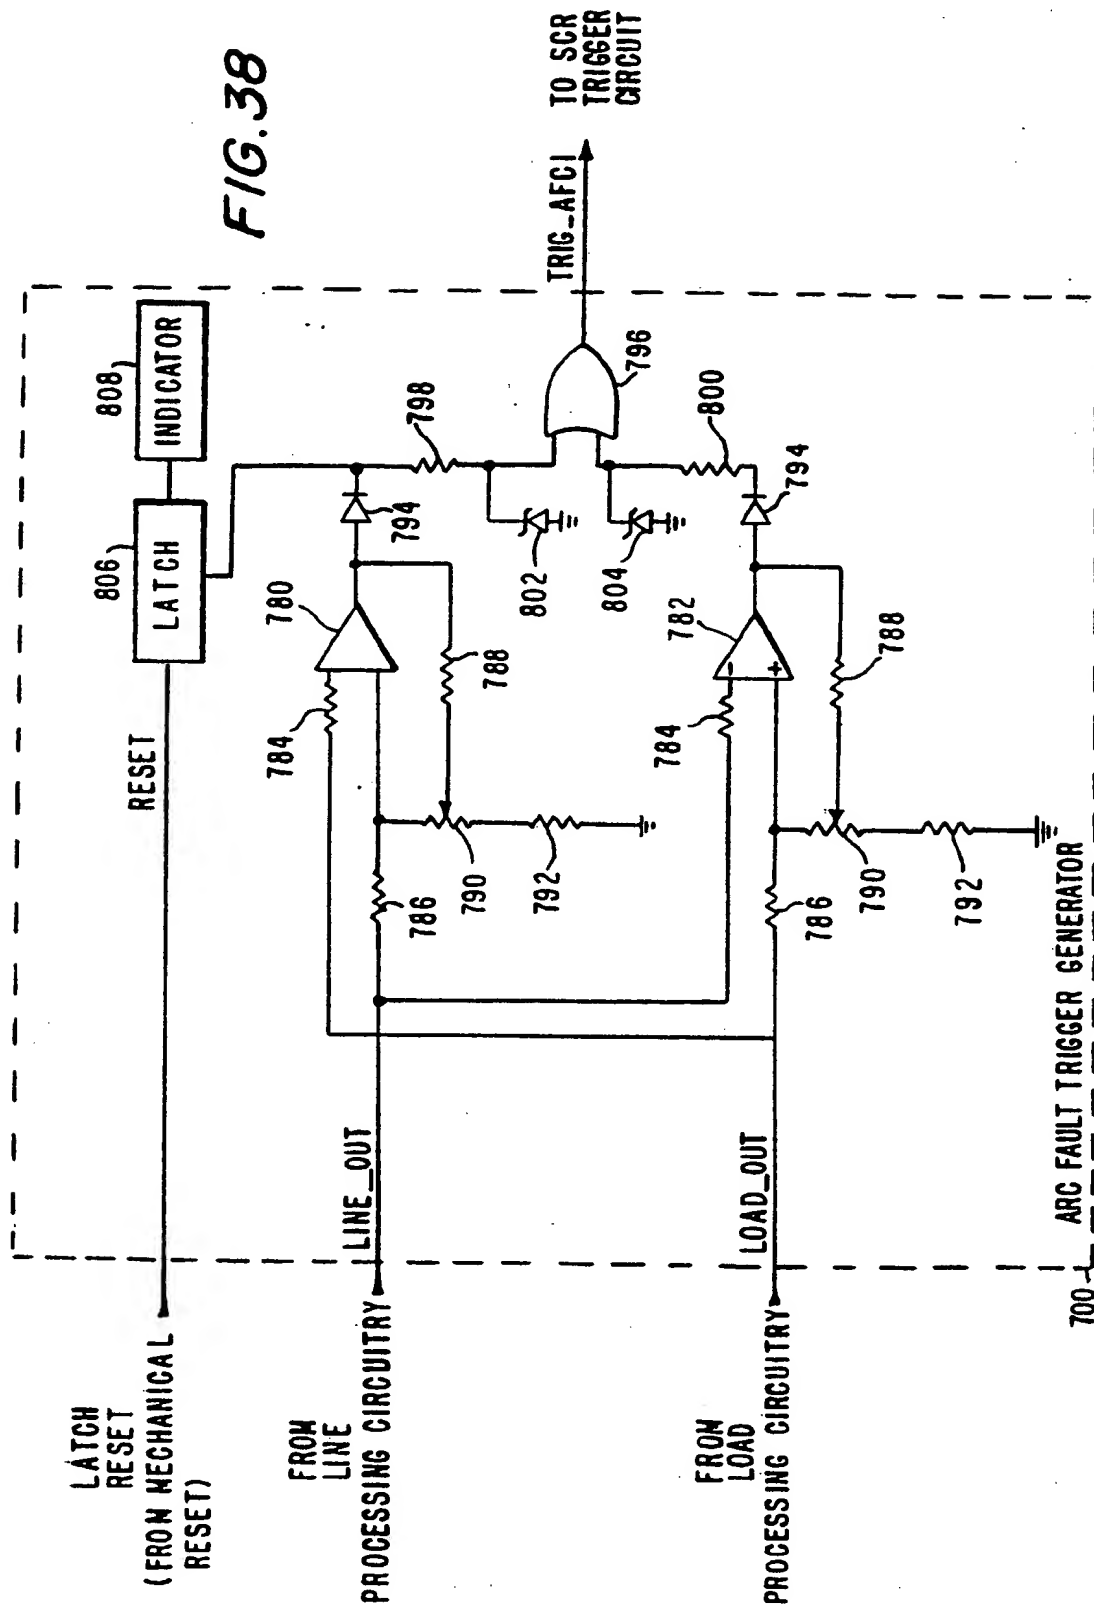 FIG.38
LATCH
RESET
(FROM MECHANICAL
RESET)
RESET
806
LATCH
808
INDICATOR
FROM
LINE
PROCESSING CIRCUITRY
LINE_OUT
784
780
786
790
792
788
794
798
802
804
796
TRIG_AFCI
TO SCR
TRIGGER
CIRCUIT
FROM
LOAD
PROCESSING CIRCUITRY
LOAD_OUT
784
782
-
+
786
790
792
788
794
800
ARC FAULT TRIGGER GENERATOR
700